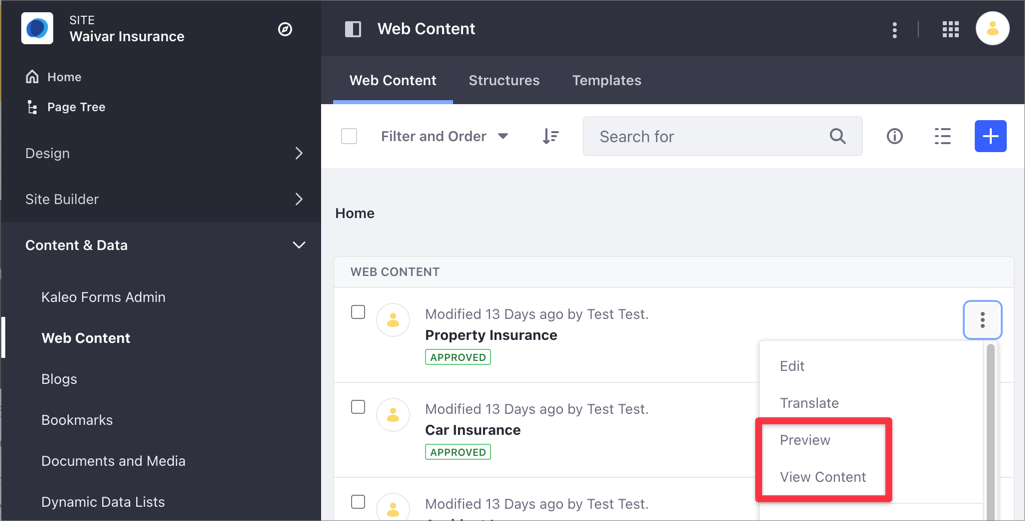 SITE
Waivar Insurance
Home
Page Tree
Design
Site Builder
Content & Data
Kaleo Forms Admin
Web Content
Blogs
Bookmarks
Documents and Media
Dynamic Data Lists
Web Content
Web Content Structures Templates
Filter and Order Search for
Home
WEB CONTENT
Modified 13 Days ago by Test Test.
Property Insurance
APPROVED
Modified 13 Days ago by Test Test.
Car Insurance
APPROVED
Modified 13 Days ago by Test Test.
Edit
Translate
Preview
View Content